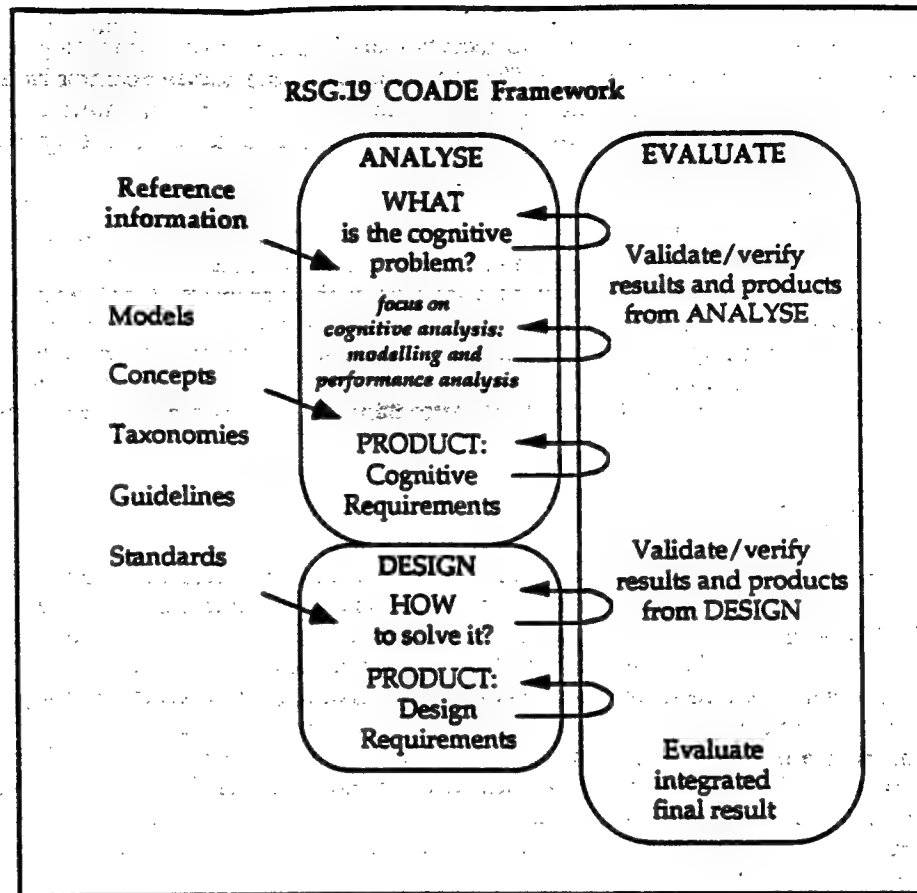 RSG.19 COADE Framework
Reference
information
Models
Concepts
Taxonomies
Guidelines
Standards
ANALYSE
WHAT
is the cognitive
problem?
focus on
cognitive analysis:
modelling and
performance analysis
PRODUCT:
Cognitive
Requirements
DESIGN
HOW
to solve it?
PRODUCT:
Design
Requirements
EVALUATE
Validate/verify
results and products
from ANALYSE
Validate/verify
results and products
from DESIGN
Evaluate
integrated
final result